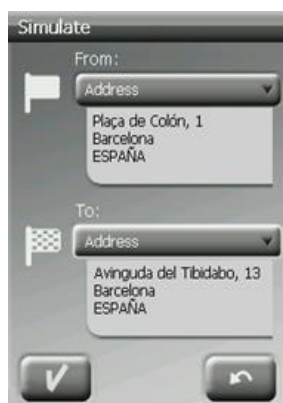 Simulate
From:
Address
Plaça de Colón, 1
Barcelona
ESPAÑA
To:
Address
Avinguda del Tibidabo, 13
Barcelona
ESPAÑA